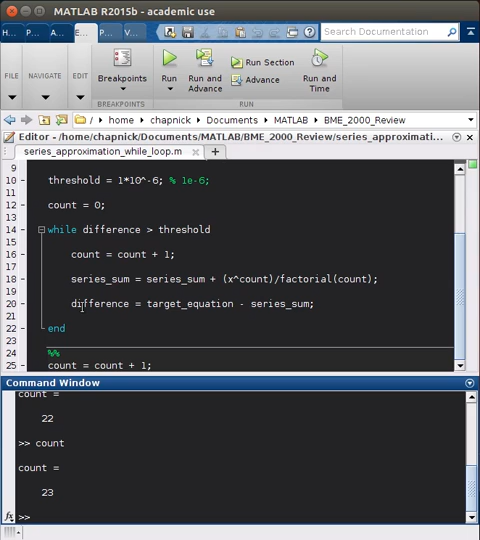 MATLAB R2015b - academic use
H... P... A... E... P... V...
Search Documentation
FILE
NAVIGATE
EDIT
Breakpoints
Run
Run and Advance
Run Section
Advance
Run and Time
BREAKPOINTS
RUN
/ home chapnick Documents MATLAB BME_2000_Review
Editor - /home/chapnick/Documents/MATLAB/BME_2000_Review/series_approximati...
series_approximation_while_loop.m
9
10 threshold = 1*10^-6; % 1e-6;
11
12 count = 0;
13
14 while difference > threshold
15
16 count = count + 1;
17
18 series_sum = series_sum + (x^count)/factorial(count);
19
20 difference = target_equation - series_sum;
21
22 end
23
24 %%
25 count = count + 1;
Command Window
count =
22
>> count
count =
23
fx >>